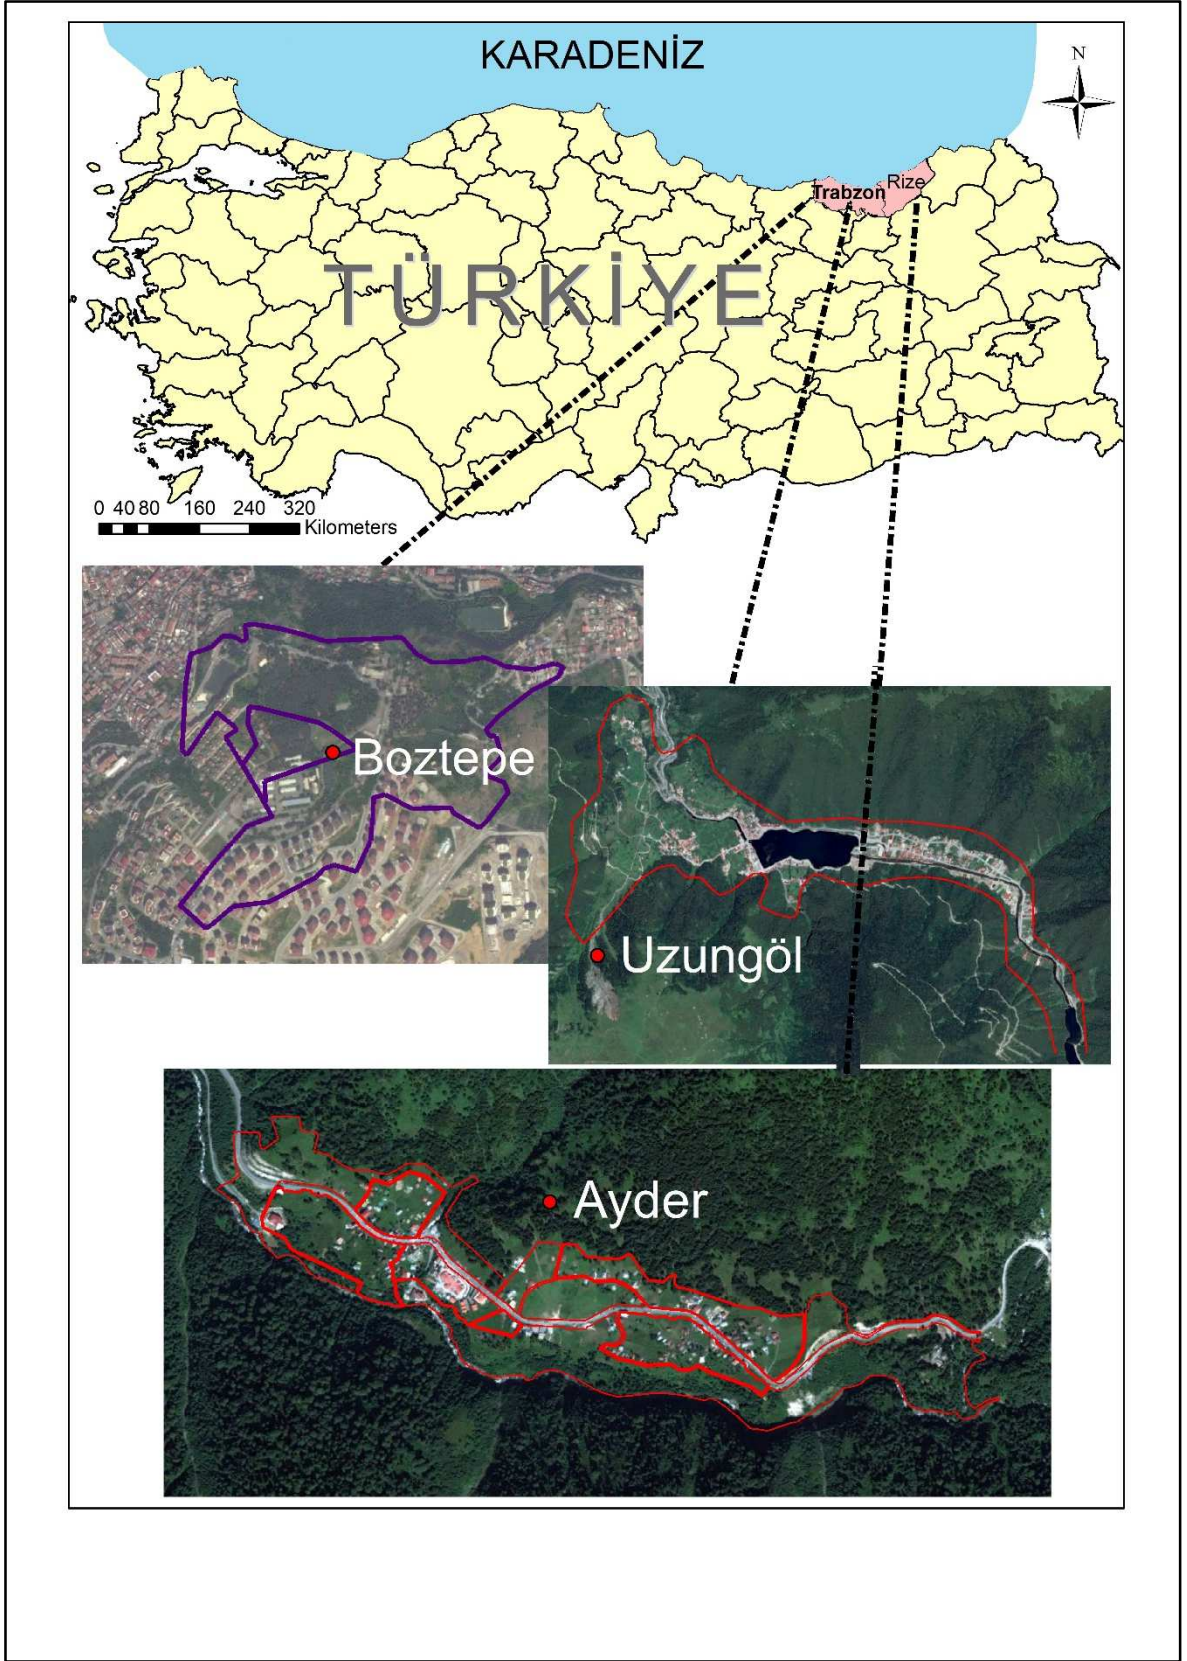 KARADENİZ
N
Trabzon Rize
TÜRKİYE
0 40 80 160 240 320
Kilometers
Boztepe
Uzungöl
Ayder